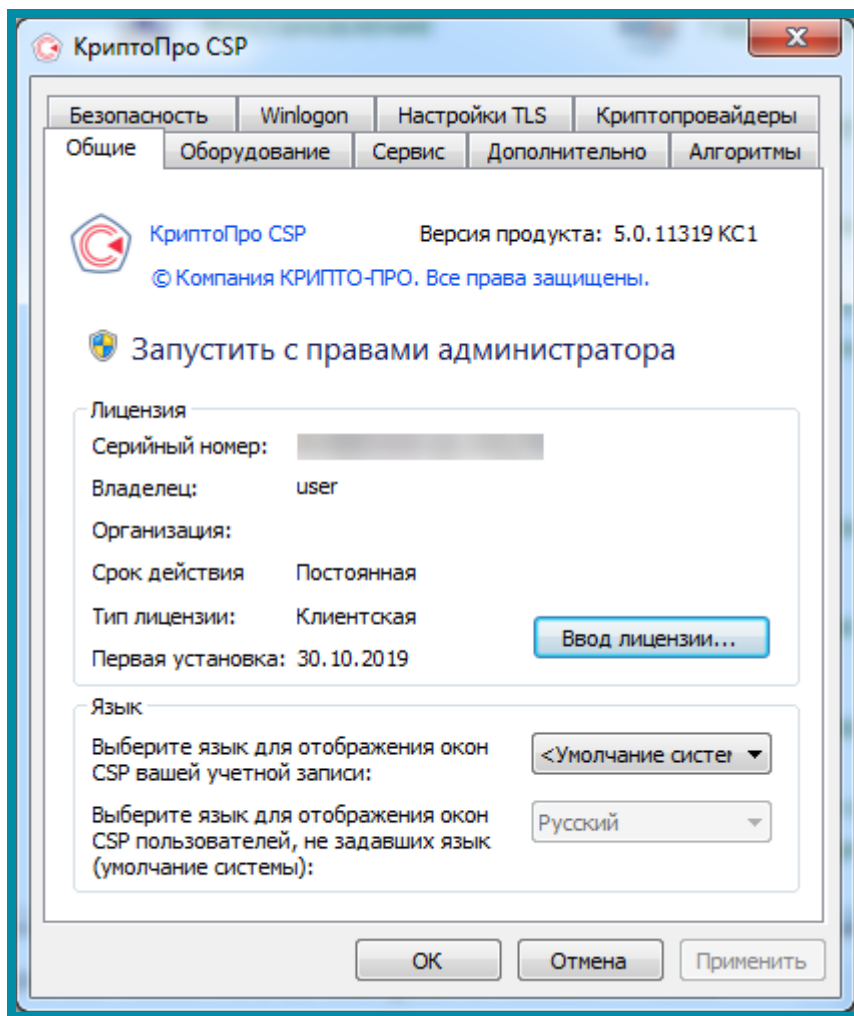 КриптоПро CSP
Безопасность Winlogon Настройки TLS Криптопровайдеры
Общие Оборудование Сервис Дополнительно Алгоритмы
КриптоПро CSP Версия продукта: 5.0.11319 КС1
© Компания КРИПТО-ПРО. Все права защищены.
Запустить с правами администратора
Лицензия
Серийный номер:
Владелец: user
Организация:
Срок действия Постоянная
Тип лицензии: Клиентская
Ввод лицензии...
Первая установка: 30.10.2019
Язык
Выберите язык для отображения окон
CSP вашей учетной записи:
<Умолчание систег
Выберите язык для отображения окон
CSP пользователей, не задавших язык
(умолчание системы):
Русский
ОК Отмена Применить